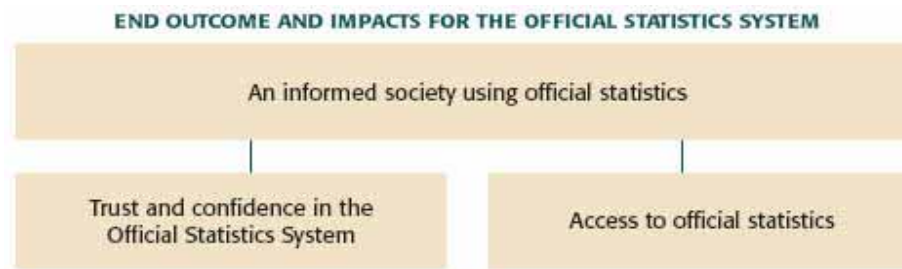 END OUTCOME AND IMPACTS FOR THE OFFICIAL STATISTICS SYSTEM
An informed society using official statistics
Trust and confidence in the
Official Statistics System
Access to official statistics